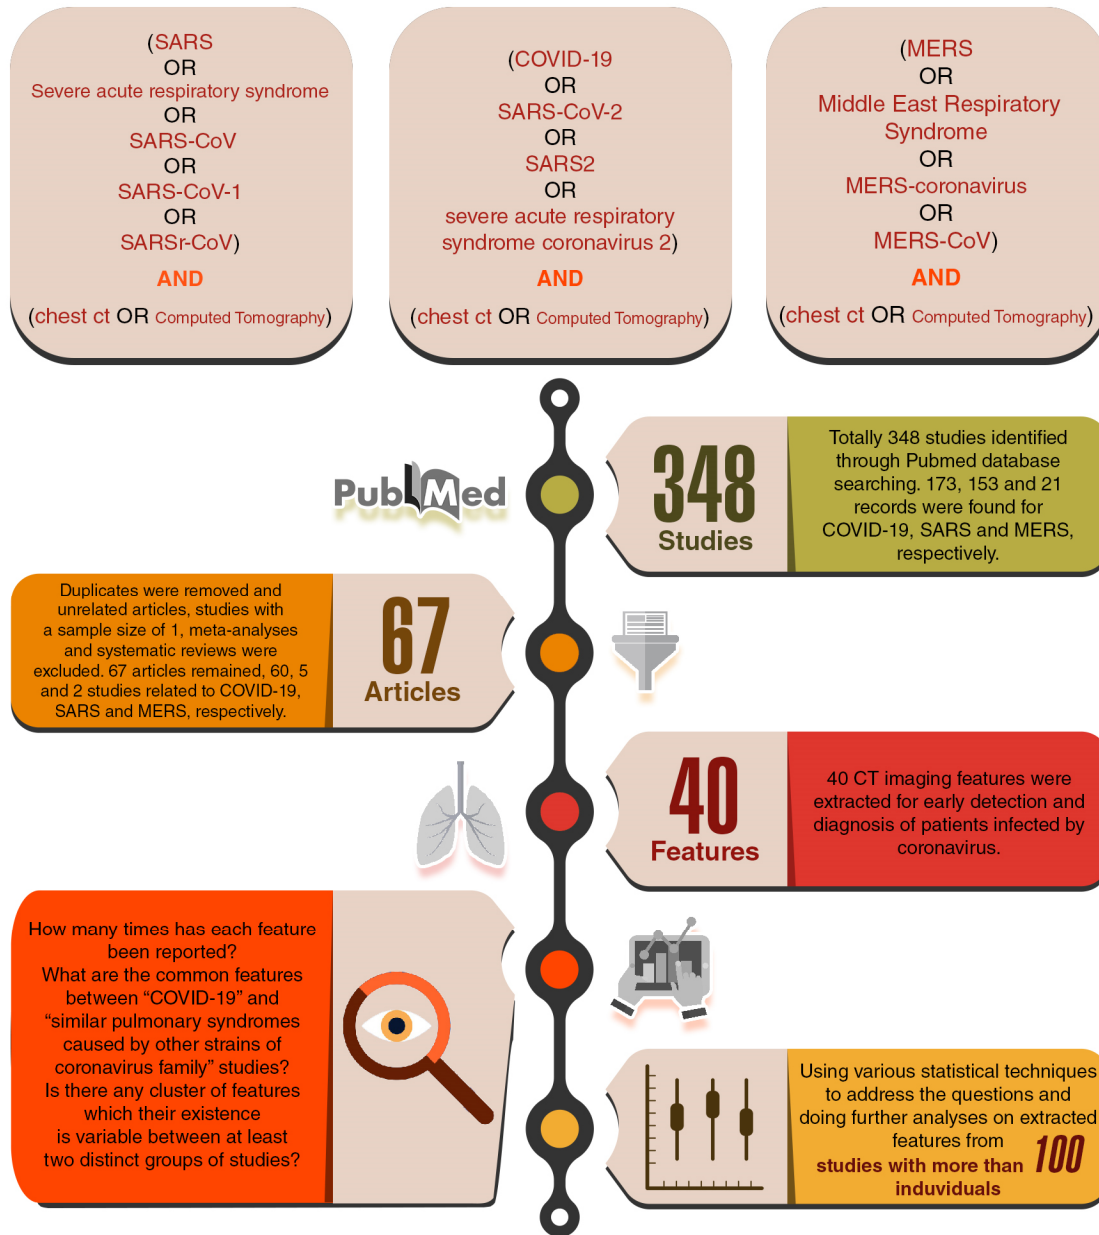 (SARS
OR
Severe acute respiratory syndrome
OR
SARS-CoV
OR
SARS-CoV-1
OR
SARSr-CoV)
AND
(chest ct OR Computed Tomography)
(COVID-19
OR
SARS-CoV-2
OR
SARS2
OR
severe acute respiratory
syndrome coronavirus 2)
AND
(chest ct OR Computed Tomography)
(MERS
OR
Middle East Respiratory
Syndrome
OR
MERS-coronavirus
OR
MERS-CoV)
AND
(chest ct OR Computed Tomography)
PubMed
348
Studies
Totally 348 studies identified
through Pubmed database
searching. 173, 153 and 21
records were found for
COVID-19, SARS and MERS,
respectively.
Duplicates were removed and
unrelated articles, studies with
a sample size of 1, meta-analyses
and systematic reviews were
excluded. 67 articles remained, 60, 5
and 2 studies related to COVID-19,
SARS and MERS, respectively.
67
Articles
40
Features
40 CT imaging features were
extracted for early detection and
diagnosis of patients infected by
coronavirus.
How many times has each feature
been reported?
What are the common features
between “COVID-19” and
“similar pulmonary syndromes
caused by other strains of
coronavirus family” studies?
Is there any cluster of features
which their existence
is variable between at least
two distinct groups of studies?
Using various statistical techniques
to address the questions and
doing further analyses on extracted
features from
studies with more than 100
induviduals